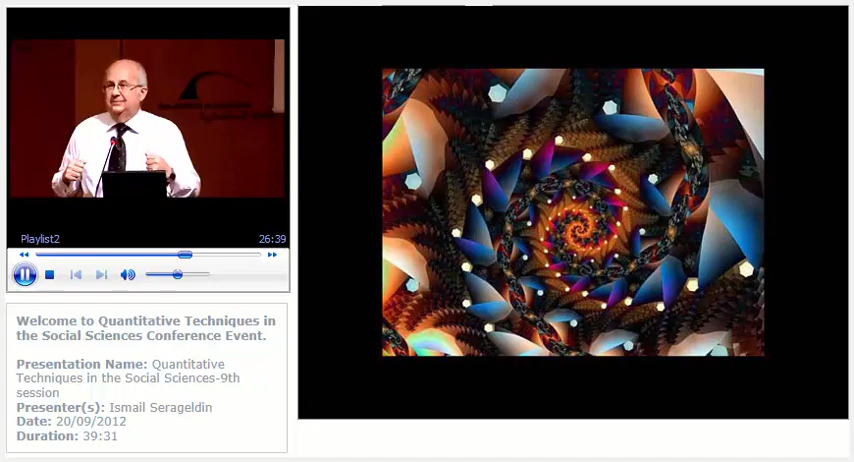 Playlist2
26:39
Welcome to Quantitative Techniques in
the Social Sciences Conference Event.
Presentation Name: Quantitative
Techniques in the Social Sciences-9th
session
Presenter(s): Ismail Serageldin
Date: 20/09/2012
Duration: 39:31